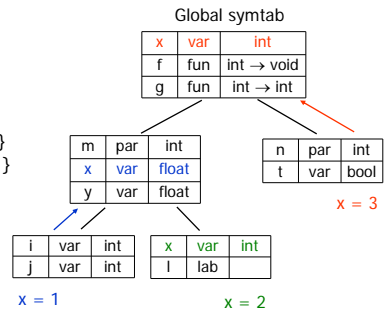 Global symtab
x var int
f fun int → void
g fun int → int
}
}
m par int
x var float
y var float
n par int
t var bool
x = 3
i var int
j var int
x var int
l lab
x = 1
x = 2